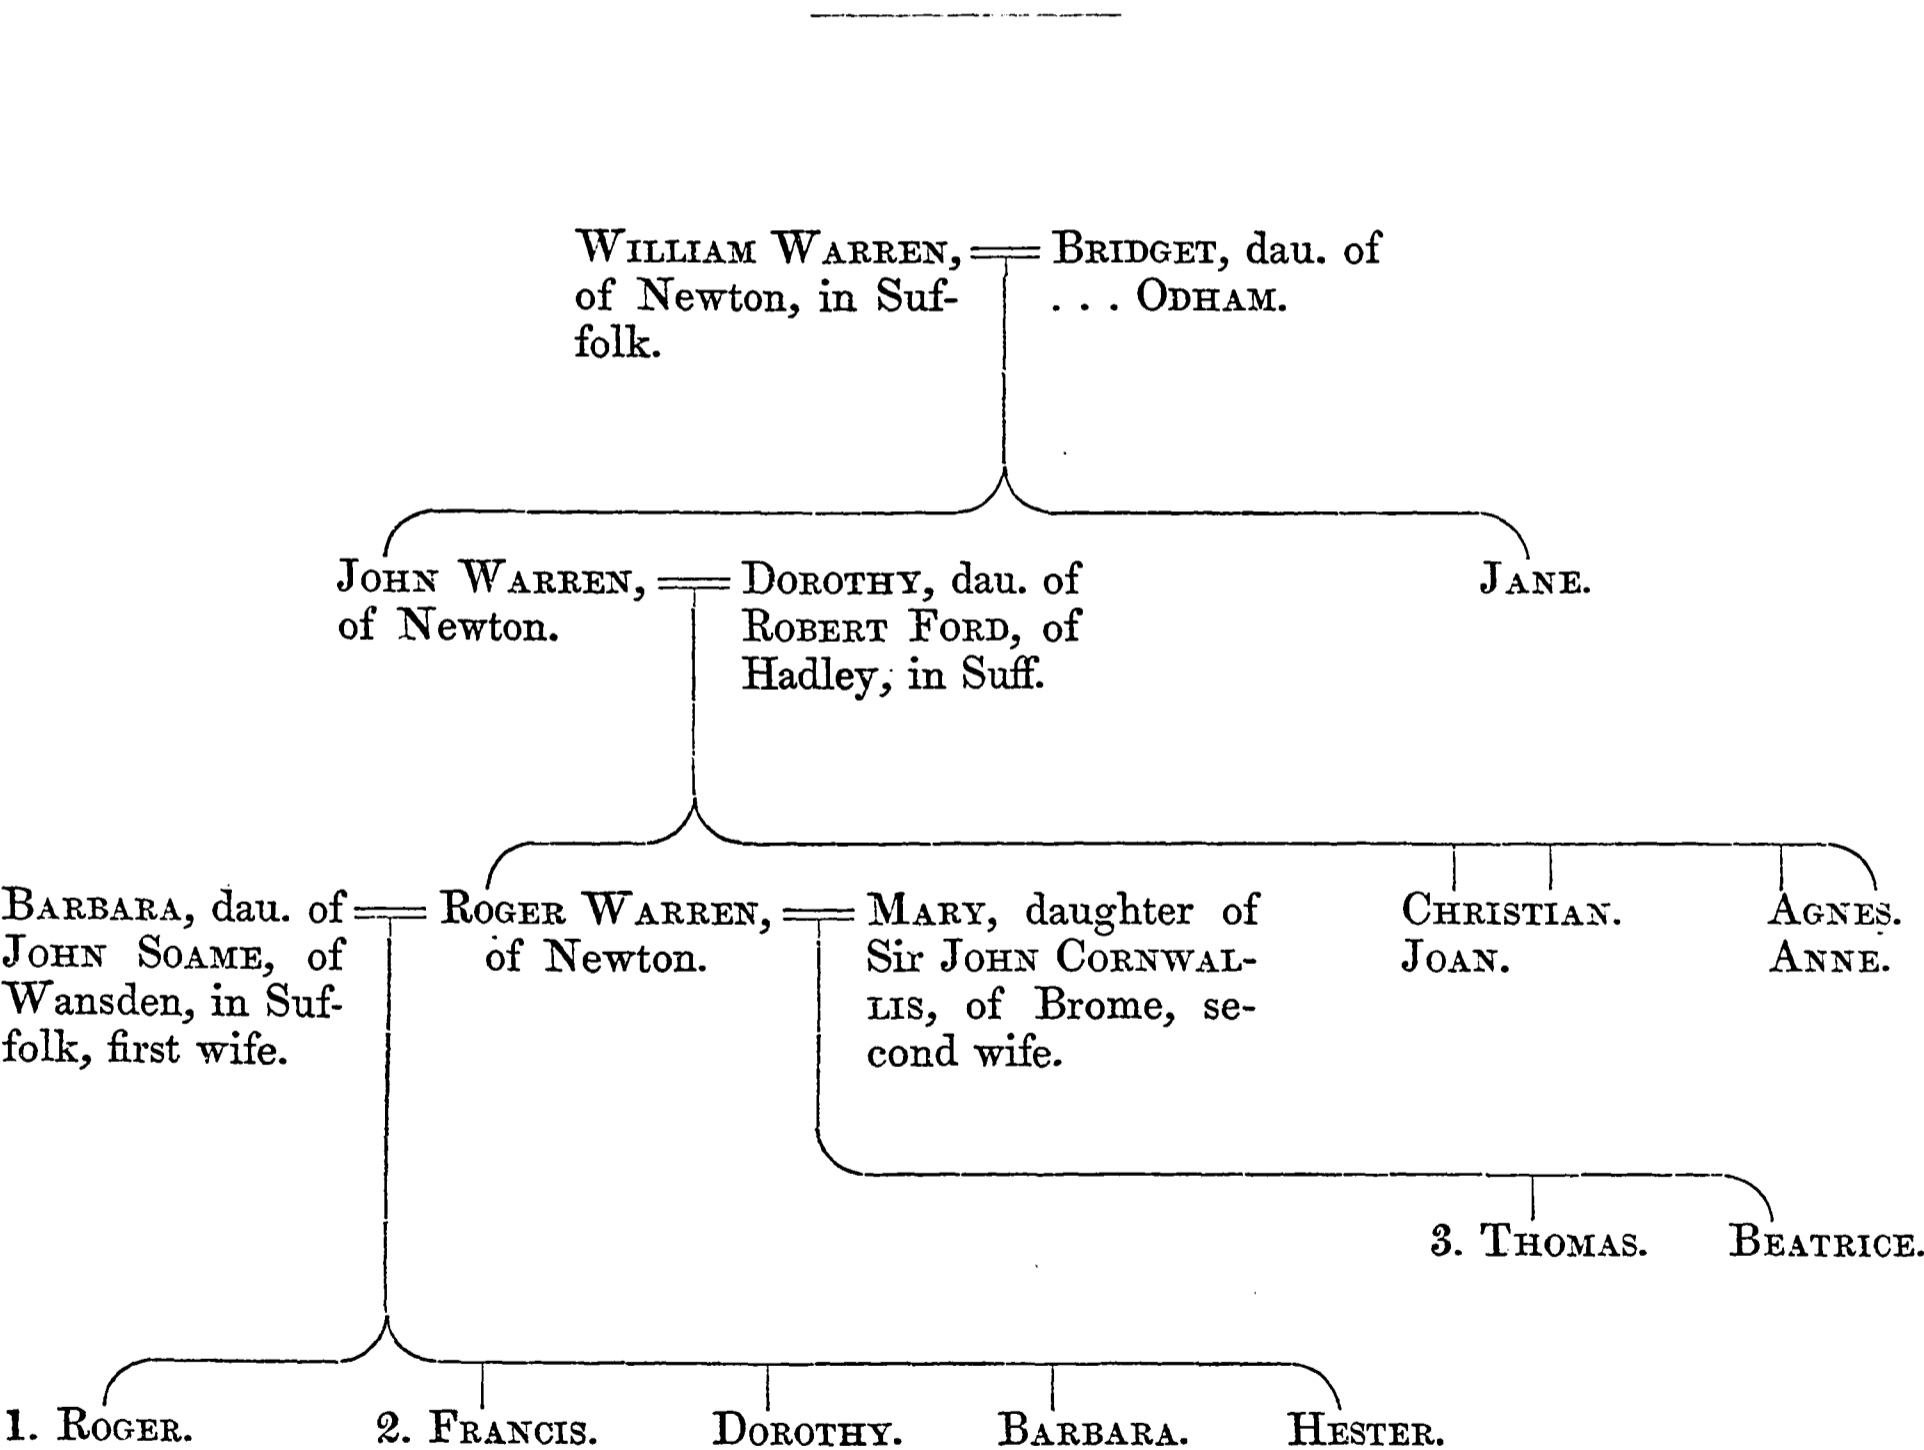 WILLIAM WARREN,
of Newton, in Suf-
folk.
BRIDGET, dau. of
. . . ODHAM.
JOHN WARREN,
of Newton.
DOROTHY, dau. of
ROBERT FORD, of
Hadley, in Suff.
JANE.
BARBARA, dau. of
JOHN SOAME, of
Wansden, in Suf-
folk, first wife.
ROGER WARREN,
of Newton.
MARY, daughter of
Sir JOHN CORNWAL-
LIS, of Brome, se-
cond wife.
CHRISTIAN.
JOAN.
AGNES.
ANNE.
3. THOMAS.
BEATRICE.
1. ROGER.
2. FRANCIS.
DOROTHY.
BARBARA.
HESTER.